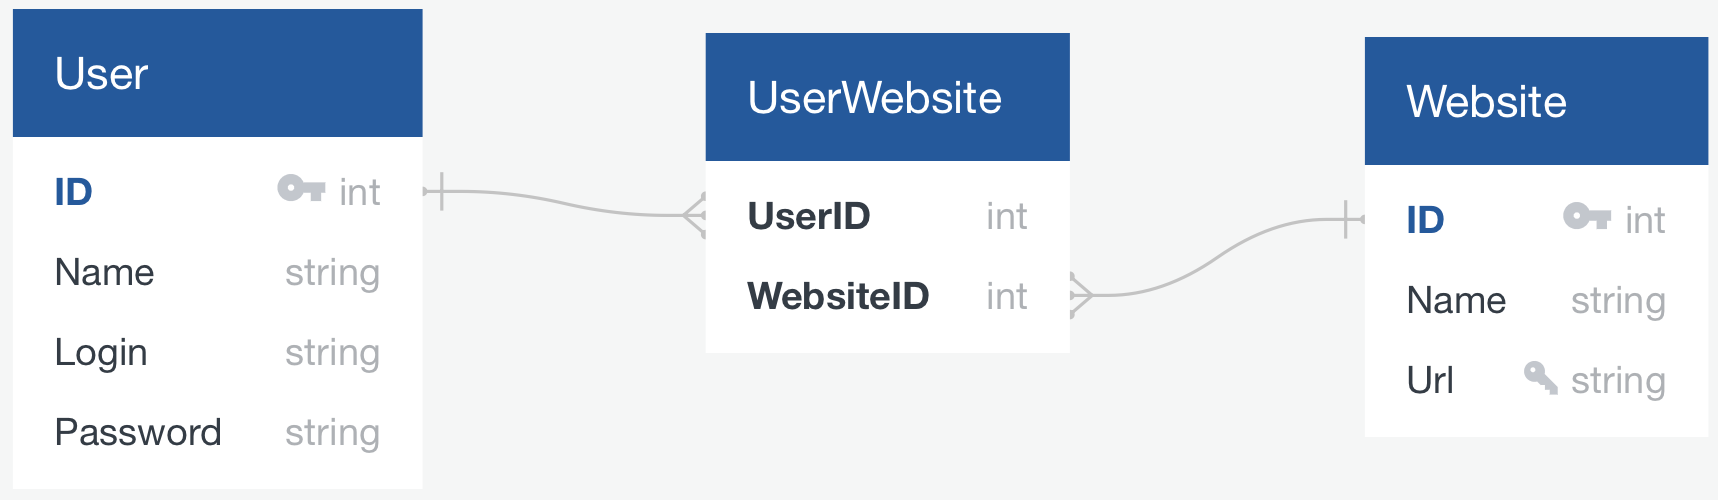 User
ID int
Name string
Login string
Password string
UserWebsite
UserID int
WebsiteID int
Website
ID int
Name string
Url string